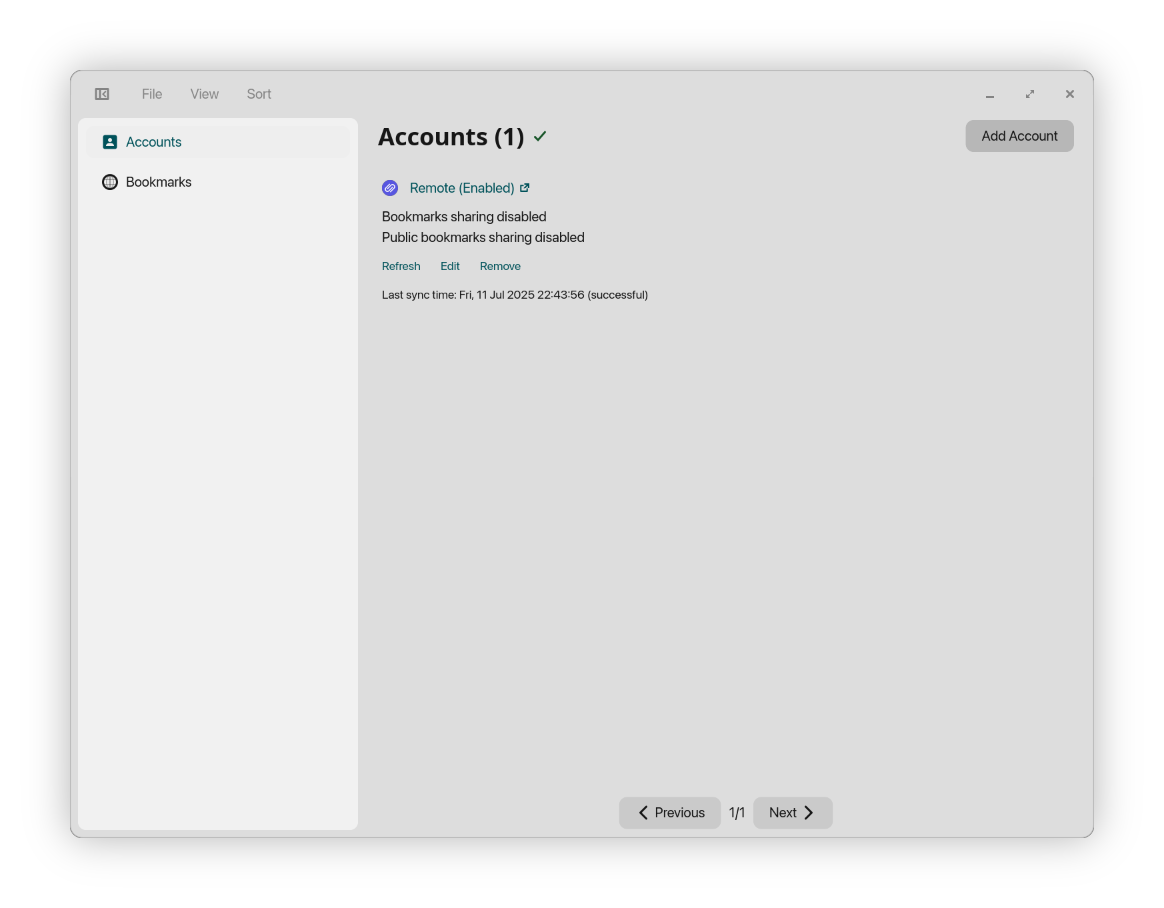 File View Sort
Accounts
Bookmarks
Accounts (1)
Add Account
Remote (Enabled)
Bookmarks sharing disabled
Public bookmarks sharing disabled
Refresh Edit Remove
Last sync time: Fri, 11 Jul 2025 22:43:56 (successful)
Previous 1/1 Next